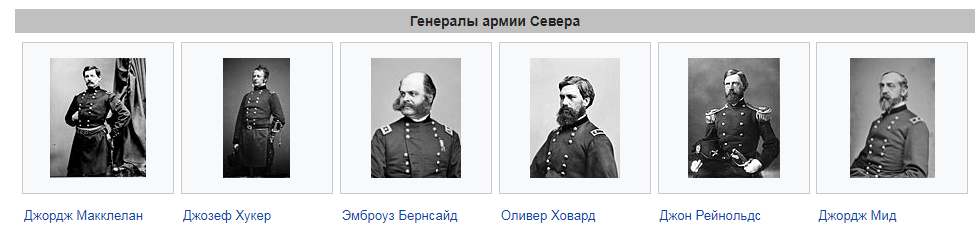 Генералы армии Севера
Джордж Макклелан
Джозеф Хукер
Эмброуз Бернсайд
Оливер Ховард
Джон Рейнольдс
Джордж Мид